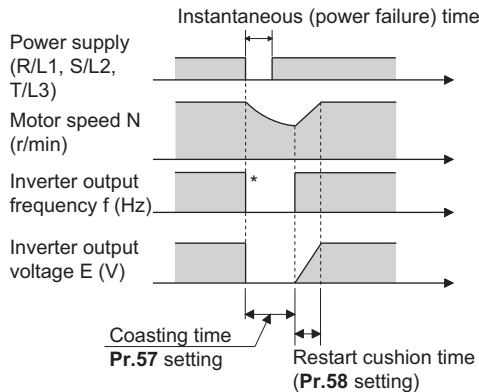 Instantaneous (power failure) time
Power supply
(R/L1, S/L2,
T/L3)
Motor speed N
(r/min)
Inverter output
frequency f (Hz)
*
Inverter output
voltage E (V)
Coasting time
Pr.57 setting
Restart cushion time
(Pr.58 setting)